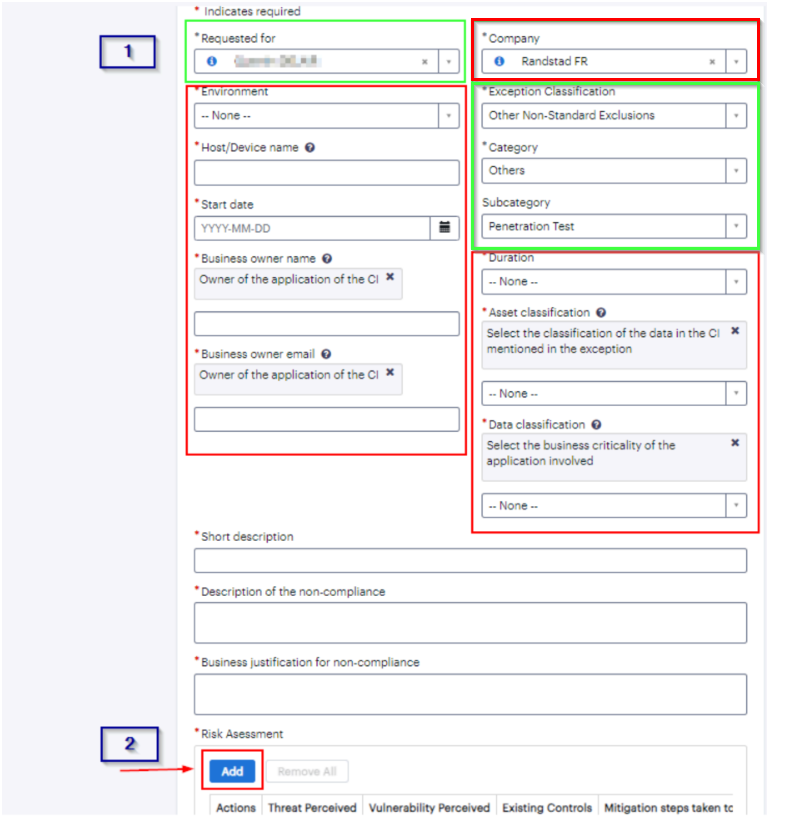 * Indicates required
1
*Requested for
*Company
Randstad FR
*Environment
-- None --
*Exception Classification
Other Non-Standard Exclusions
*Host/Device name
*Category
Others
*Start date
YYYY-MM-DD
Subcategory
Penetration Test
*Business owner name
Owner of the application of the CI
*Duration
-- None --
*Asset classification
Select the classification of the data in the CI
mentioned in the exception
-- None --
*Business owner email
Owner of the application of the CI
*Data classification
Select the business criticality of the
application involved
-- None --
*Short description
*Description of the non-compliance
*Business justification for non-compliance
2
*Risk Asessment
Add
Remove All
Actions Threat Perceived Vulnerability Perceived Existing Controls Mitigation steps taken to